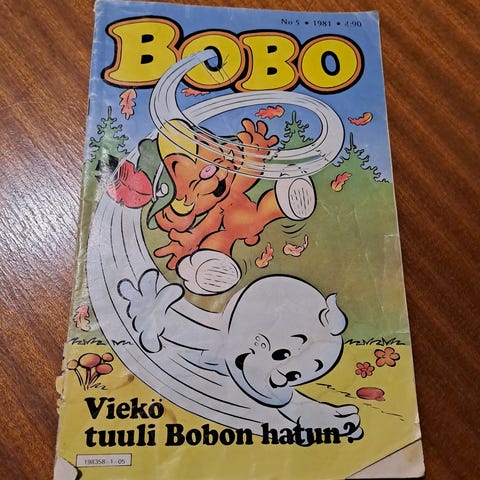 No 5 • 1981 • 4:90
BOBO
Viekö
tuuli Bobon hatun?
198358-1-05